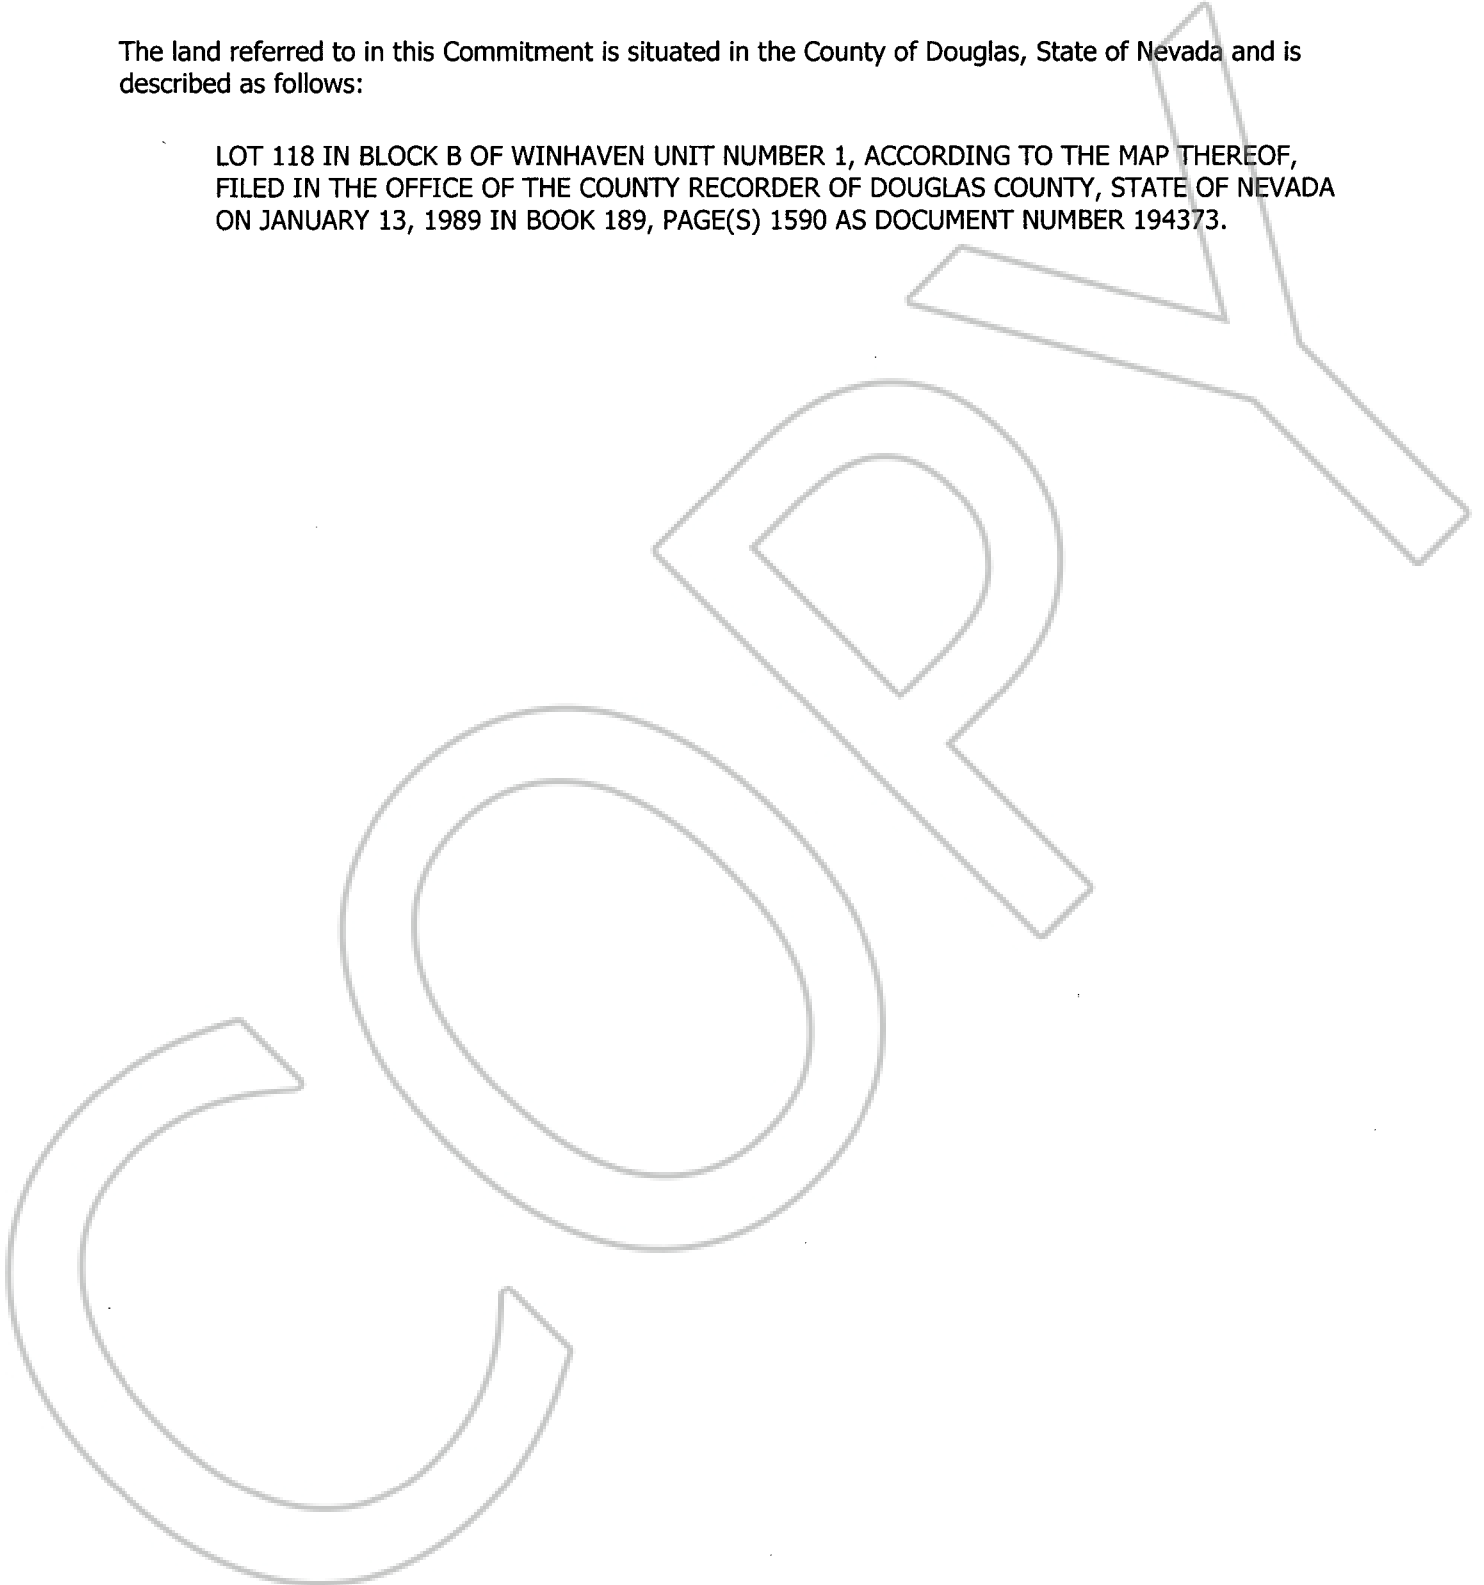 The land referred to in this Commitment is situated in the County of Douglas, State of Nevada and is
described as follows:
LOT 118 IN BLOCK B OF WINHAVEN UNIT NUMBER 1, ACCORDING TO THE MAP THEREOF,
FILED IN THE OFFICE OF THE COUNTY RECORDER OF DOUGLAS COUNTY, STATE OF NEVADA
ON JANUARY 13, 1989 IN BOOK 189, PAGE(S) 1590 AS DOCUMENT NUMBER 194373.
COPY